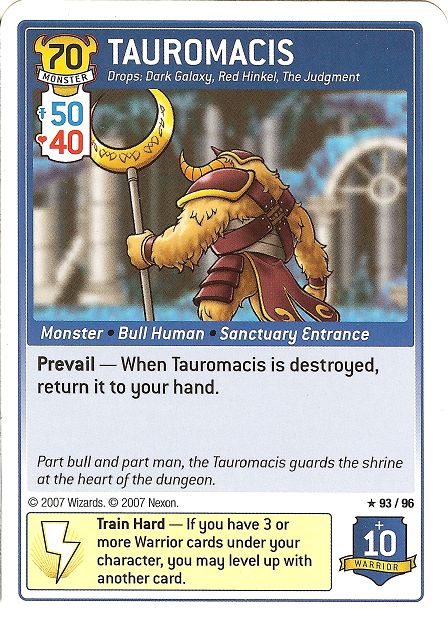 70
MONSTER
TAUROMACIS
Drops: Dark Galaxy, Red Hinkel, The Judgment
50
40
Monster • Bull Human • Sanctuary Entrance
Prevail — When Tauromacis is destroyed,
return it to your hand.
Part bull and part man, the Tauromacis guards the shrine
at the heart of the dungeon.
© 2007 Wizards. © 2007 Nexon.
★ 93 / 96
Train Hard — If you have 3 or
more Warrior cards under your
character, you may level up with
another card.
+
10
WARRIOR